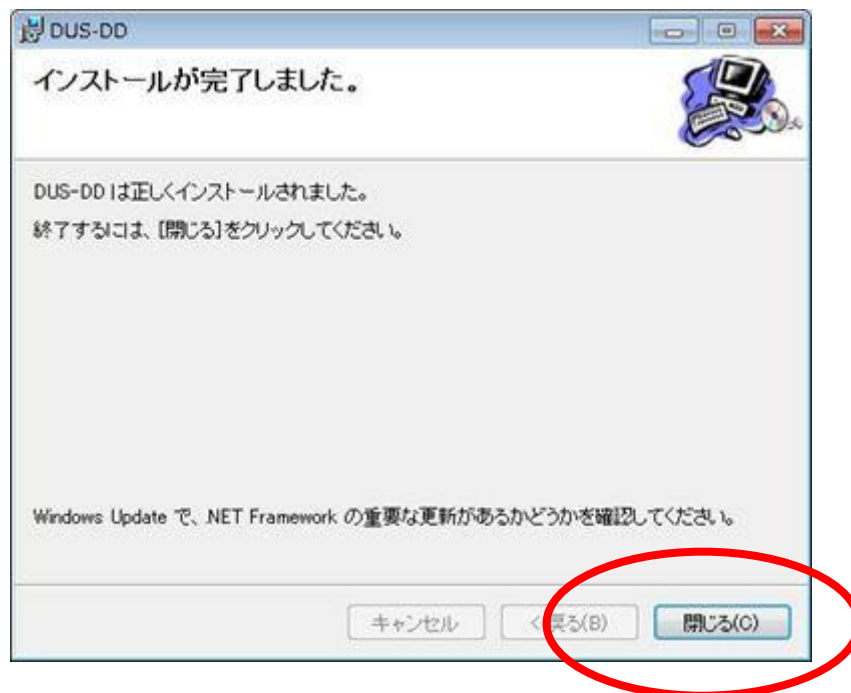 DUS-DD
インストールが完了しました。
DUS-DD は正しくインストールされました。
終了するには、[閉じる]をクリックしてください。
Windows Update で、.NET Framework の重要な更新があるかどうかを確認してください。
キャンセル
< 戻る(B)
閉じる(C)